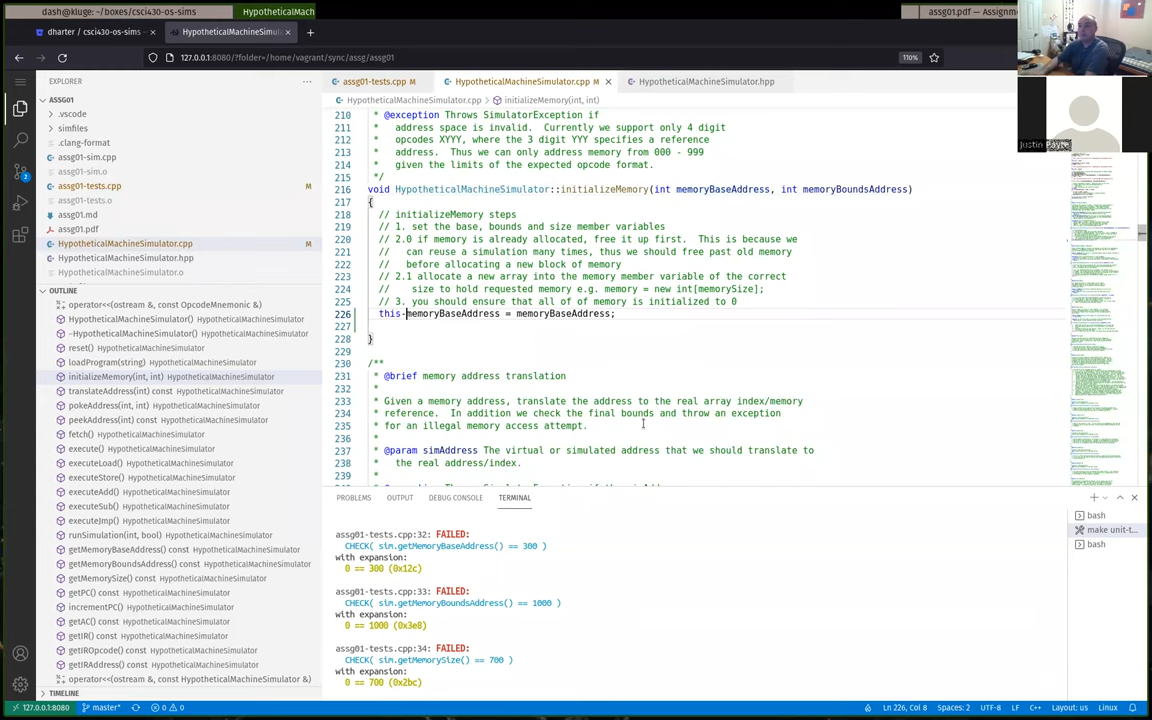 dash@kluge: ~/boxes/csci430-os-sims
HypotheticalMach
assg01.pdf — Assignm
dharter / csci430-os-sims
HypotheticalMachineSimul
127.0.0.1:8080/?folder=/home/vagrant/sync/assg/assg01
110%
EXPLORER
ASSG01
.vscode
simfiles
.clang-format
assg01-sim.cpp
assg01-sim.o
assg01-tests.cpp M
assg01-tests.o
assg01.md
assg01.pdf
HypotheticalMachineSimulator.cpp M
HypotheticalMachineSimulator.hpp
HypotheticalMachineSimulator.o
OUTLINE
operator<<(ostream &, const OpcodeMnemonic &)
HypotheticalMachineSimulator() HypotheticalMachineSimulator
~HypotheticalMachineSimulator() HypotheticalMachineSimulator
reset() HypotheticalMachineSimulator
loadProgram(string) HypotheticalMachineSimulator
initializeMemory(int, int) HypotheticalMachineSimulator
translateAddress(int) const HypotheticalMachineSimulator
pokeAddress(int, int) HypotheticalMachineSimulator
peekAddress(int) HypotheticalMachineSimulator
fetch() HypotheticalMachineSimulator
execute() HypotheticalMachineSimulator
executeLoad() HypotheticalMachineSimulator
executeStore() HypotheticalMachineSimulator
executeAdd() HypotheticalMachineSimulator
executeSub() HypotheticalMachineSimulator
executeJmp() HypotheticalMachineSimulator
runSimulation(int, bool) HypotheticalMachineSimulator
getMemoryBaseAddress() const HypotheticalMachineSimulator
getMemoryBoundsAddress() const HypotheticalMachineSimulator
getMemorySize() const HypotheticalMachineSimulator
getPC() const HypotheticalMachineSimulator
incrementPC() HypotheticalMachineSimulator
getAC() const HypotheticalMachineSimulator
getIR() const HypotheticalMachineSimulator
getIROpcode() const HypotheticalMachineSimulator
getIRAddress() const HypotheticalMachineSimulator
operator<<(ostream &, const HypotheticalMachineSimulator &)
TIMELINE
assg01-tests.cpp M
HypotheticalMachineSimulator.cpp M
HypotheticalMachineSimulator.hpp
HypotheticalMachineSimulator.cpp > initializeMemory(int, int)
210 * @exception Throws SimulatorException if
211 * address space is invalid. Currently we support only 4 digit
212 * opcodes XYYY, where the 3 digit YYY specifies a reference
213 * address. Thus we can only address memory from 000 - 999
214 * given the limits of the expected opcode format.
215 */
216 void HypotheticalMachineSimulator::initializeMemory(int memoryBaseAddress, int memoryBoundsAddress)
217 {
218 // initializeMemory steps
219 // 1. set the base, bounds and size member variables
220 // 2.0 if memory is already allocated, free it up first. This is because we
221 // can reuse a simulation many times, thus we should free past old memory
222 // before allocating a new block of memory
223 // 2.1 allocate a new array into the memory member variable of the correct
224 // size to hold requested memory e.g. memory = new int[memorySize];
225 // 3. you should ensure that all of of memory is initialized to 0
226 this-memoryBaseAddress = memoryBaseAddress;
227
228 }
229
230 /**
231 * @brief memory address translation
232 *
233 * Given a memory address, translate the address to the real array index/memory
234 * reference. In addition we check the final bounds and throw an exception
235 * for an illegal memory access attempt.
236 *
237 * @param simAddress The virtual or simulated address that we should translate to
238 * the real address/index.
239 *
PROBLEMS OUTPUT DEBUG CONSOLE TERMINAL
assg01-tests.cpp:32: FAILED:
CHECK( sim.getMemoryBaseAddress() == 300 )
with expansion:
0 == 300 (0x12c)
assg01-tests.cpp:33: FAILED:
CHECK( sim.getMemoryBoundsAddress() == 1000 )
with expansion:
0 == 1000 (0x3e8)
assg01-tests.cpp:34: FAILED:
CHECK( sim.getMemorySize() == 700 )
with expansion:
0 == 700 (0x2bc)
bash
make unit-t...
bash
Justin Payte
2
127.0.0.1:8080 master* 0 0
Ln 226, Col 8 Spaces: 2 UTF-8 LF C++ Layout: us Linux